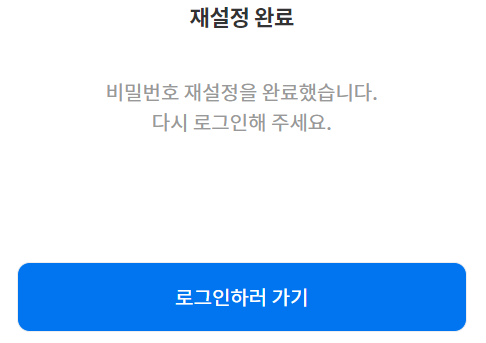 재설정 완료
비밀번호 재설정을 완료했습니다.
다시 로그인해 주세요.
로그인하러 가기